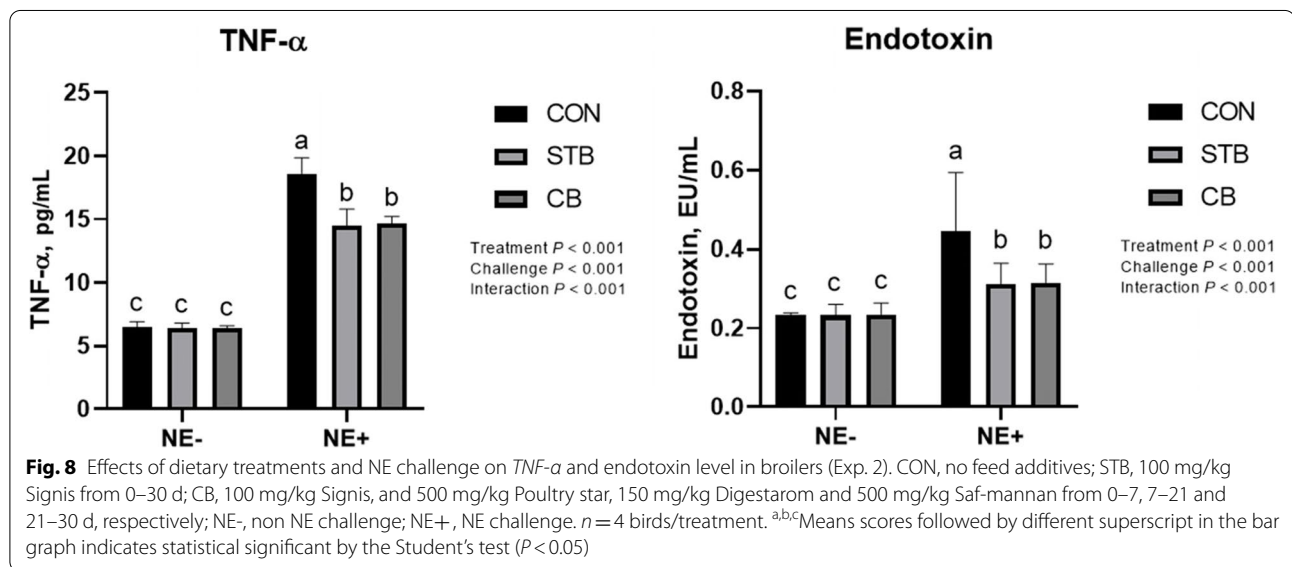 TNF-α
TNF-α, pg/mL
25
20
15
10
5
0
c
c
c
a
b
b
NE-
NE+
CON
STB
CB
Treatment P < 0.001
Challenge P < 0.001
Interaction P < 0.001
Endotoxin
Endotoxin, EU/mL
0.8
0.6
0.4
0.2
0.0
c
c
c
a
b
b
NE-
NE+
CON
STB
CB
Treatment P < 0.001
Challenge P < 0.001
Interaction P < 0.001
Fig. 8 Effects of dietary treatments and NE challenge on TNF-α and endotoxin level in broilers (Exp. 2). CON, no feed additives; STB, 100 mg/kg
Signis from 0–30 d; CB, 100 mg/kg Signis, and 500 mg/kg Poultry star, 150 mg/kg Digestarom and 500 mg/kg Saf-mannan from 0–7, 7–21 and
21–30 d, respectively; NE-, non NE challenge; NE+, NE challenge. n = 4 birds/treatment. a,b,cMeans scores followed by different superscript in the bar
graph indicates statistical significant by the Student's test (P < 0.05)